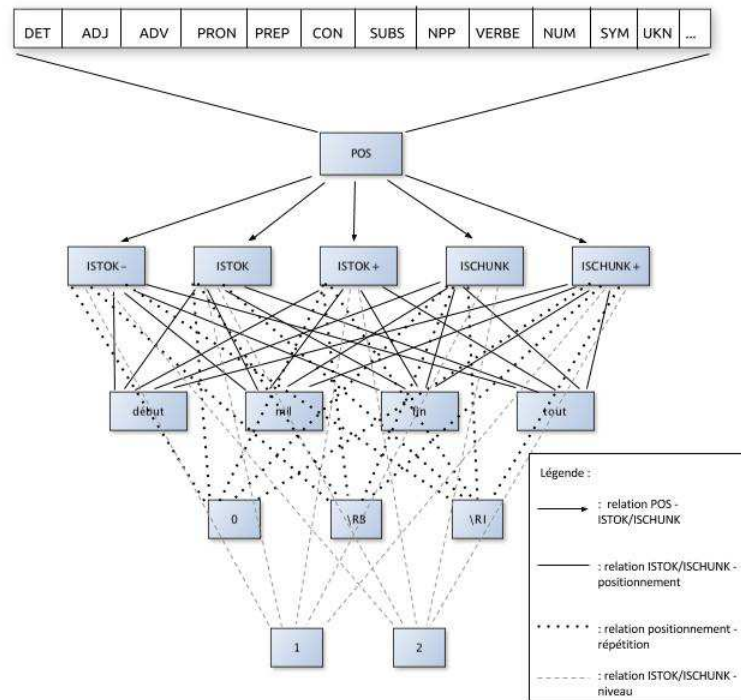 DET ADJ ADV PRON PREP CON SUBS NPP VERBE NUM SYM UKN ...
POS
ISTOK- ISTOK ISTOK+ ISCHUNK ISCHUNK+
début mil fin tout
0 \RB \RI
1 2
Légende :
: relation POS -
ISTOK/ISCHUNK
: relation ISTOK/ISCHUNK -
positionnement
: relation positionnement -
répétition
: relation ISTOK/ISCHUNK -
niveau